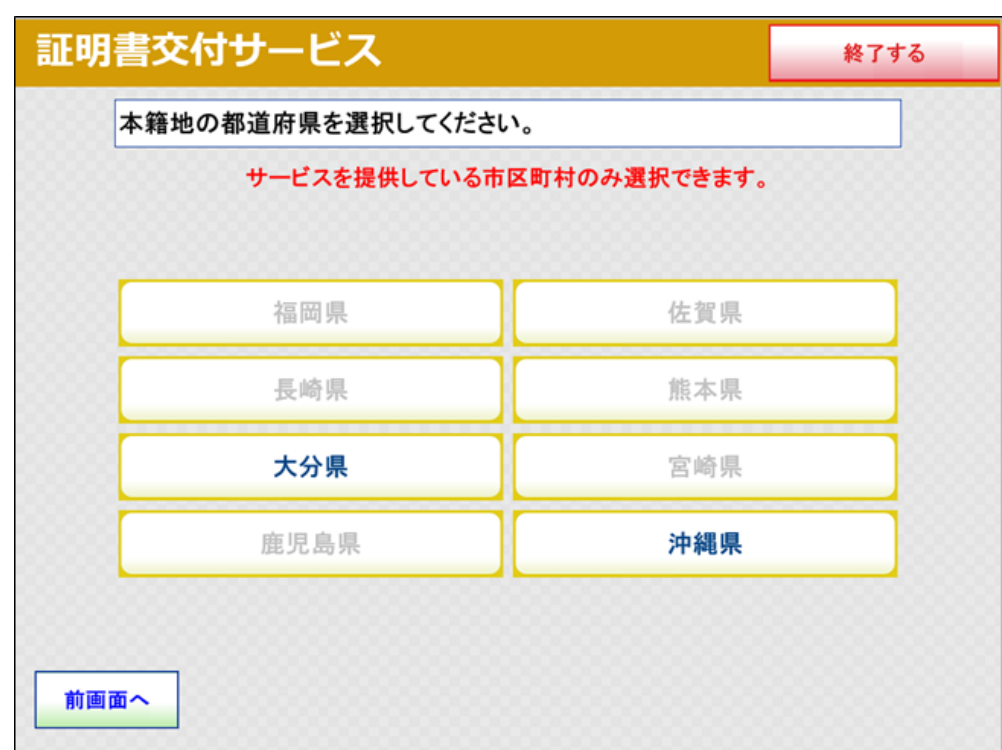 証明書交付サービス
終了する
本籍地の都道府県を選択してください。
サービスを提供している市区町村のみ選択できます。
福岡県
佐賀県
長崎県
熊本県
大分県
宮崎県
鹿児島県
沖縄県
前画面へ